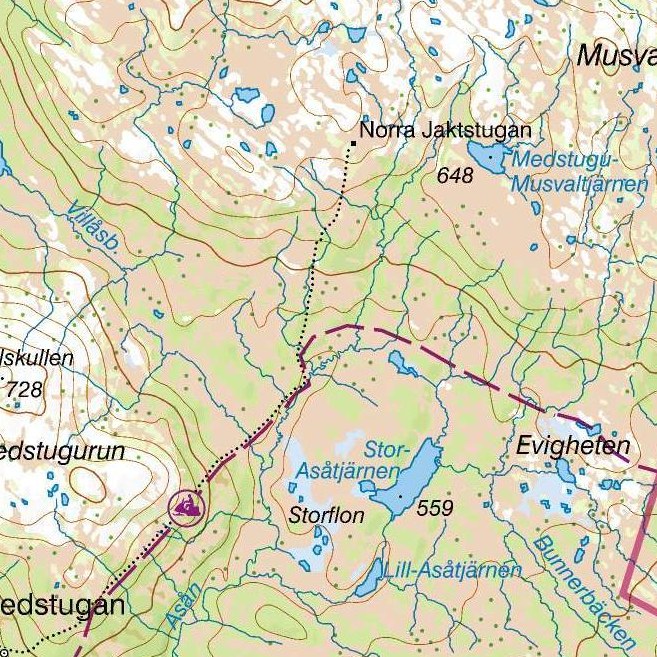 Musva
Norra Jaktstugan
Medstugu-
Musvaltjärnen
648
Villåsb.
lskullen
728
edstugurun
Evigheten
Stor-
Asåtjärnen
559
Storflon
Lill-Asåtjärnen
Bunnerbäcken
Asån
edstugan